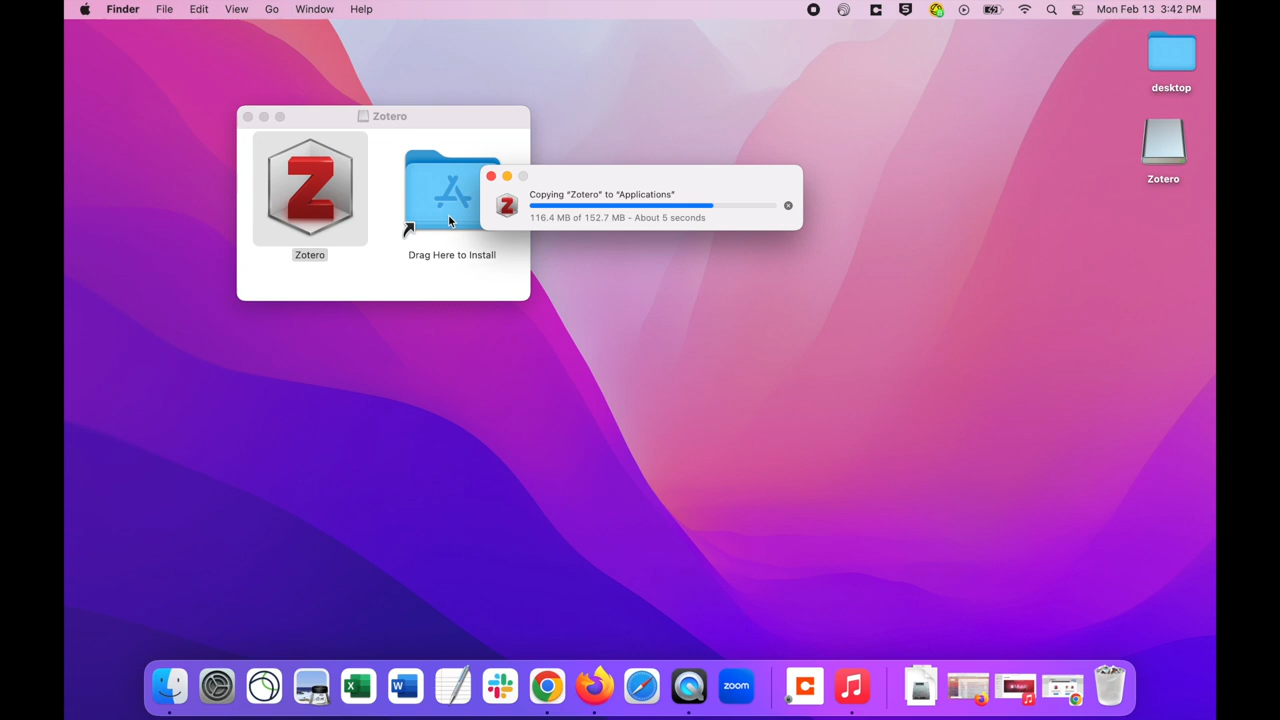 Finder File Edit View Go Window Help
5
Mon Feb 13 3:42 PM
desktop
Zotero
Z
Copying “Zotero” to “Applications”
Z
116.4 MB of 152.7 MB - About 5 seconds
Zotero
Zotero
Drag Here to Install
X
W
zoom
C